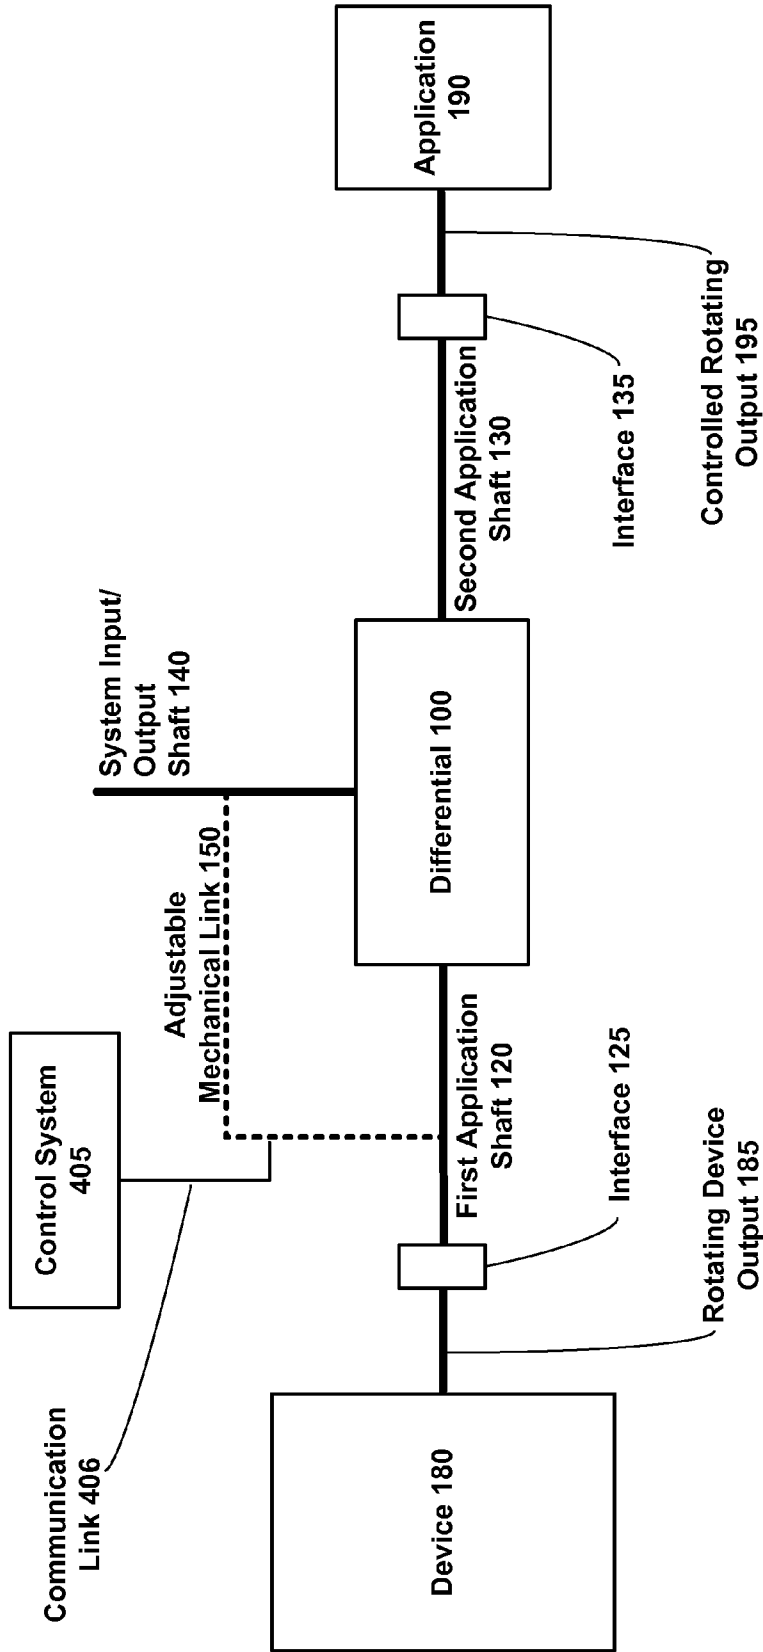 Communication
Link 406
Control System
405
Adjustable
Mechanical Link 150
System Input/
Output
Shaft 140
Device 180
Differential 100
Application
190
First Application
Shaft 120
Second Application
Shaft 130
Interface 125
Interface 135
Rotating Device
Output 185
Controlled Rotating
Output 195